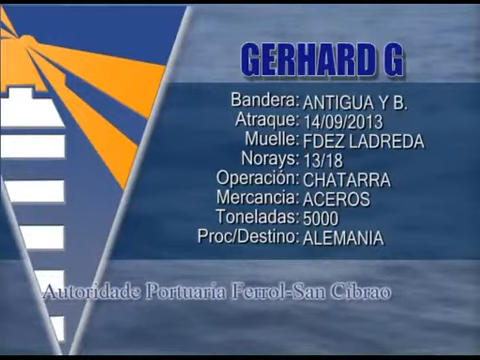 GERHARD G
Bandera: ANTIGUA Y B.
Atraque: 14/09/2013
Muelle: FDEZ LADREDA
Norays: 13/18
Operación: CHATARRA
Mercancia: ACEROS
Toneladas: 5000
Proc/Destino: ALEMANIA
Autoridade Portuaria Ferrol-San Cibrao